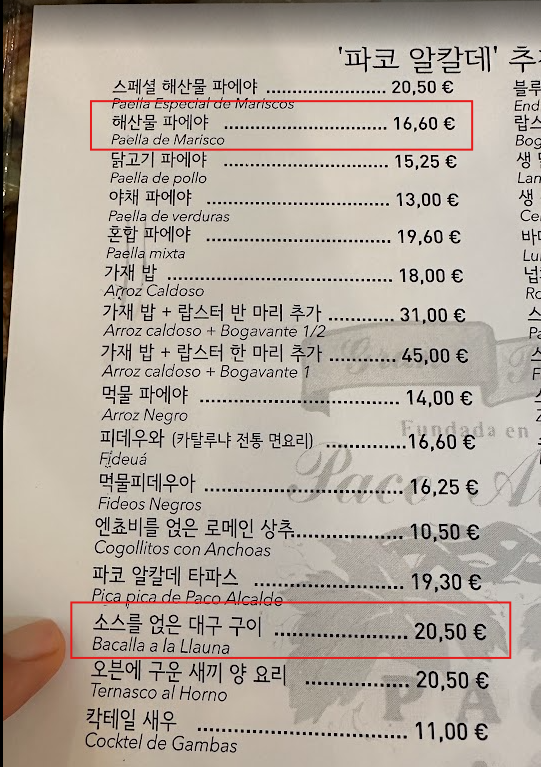 '파코 알칼데'
스페셜 해산물 파에야 ........................ 20,50 €
Paella Especial de Mariscos
해산물 파에야 ................................ 16,60 €
Paella de Marisco
닭고기 파에야 ................................ 15,25 €
Paella de pollo
야채 파에야 ................................ 13,00 €
Paella de verduras
혼합 파에야 ................................ 19,60 €
Paella mixta
가재 밥 ........................................ 18,00 €
Arroz Caldoso
가재 밥 + 랍스터 반 마리 추가 ............ 31,00 €
Arroz caldoso + Bogavante 1/2
가재 밥 + 랍스터 한 마리 추가 ............ 45,00 €
Arroz caldoso + Bogavante 1
먹물 파에야 ................................ 14,00 €
Arroz Negro
피데우와 (카탈루냐 전통 면요리) ............16,60 €
Fideuá
먹물피데우아 ................................ 16,25 €
Fideos Negros
엔쵸비를 얹은 로메인 상추.................. 10,50 €
Cogollitos con Anchoas
파코 알칼데 타파스 ........................ 19,30 €
Pica pica de Paco Alcalde
소스를 얹은 대구 구이 .................... 20,50 €
Bacalla a la Llauna
오븐에 구운 새끼 양 요리 ................ 20,50 €
Ternasco al Horno
칵테일 새우 ................................ 11,00 €
Cocktel de Gambas
Fundada en
Paco